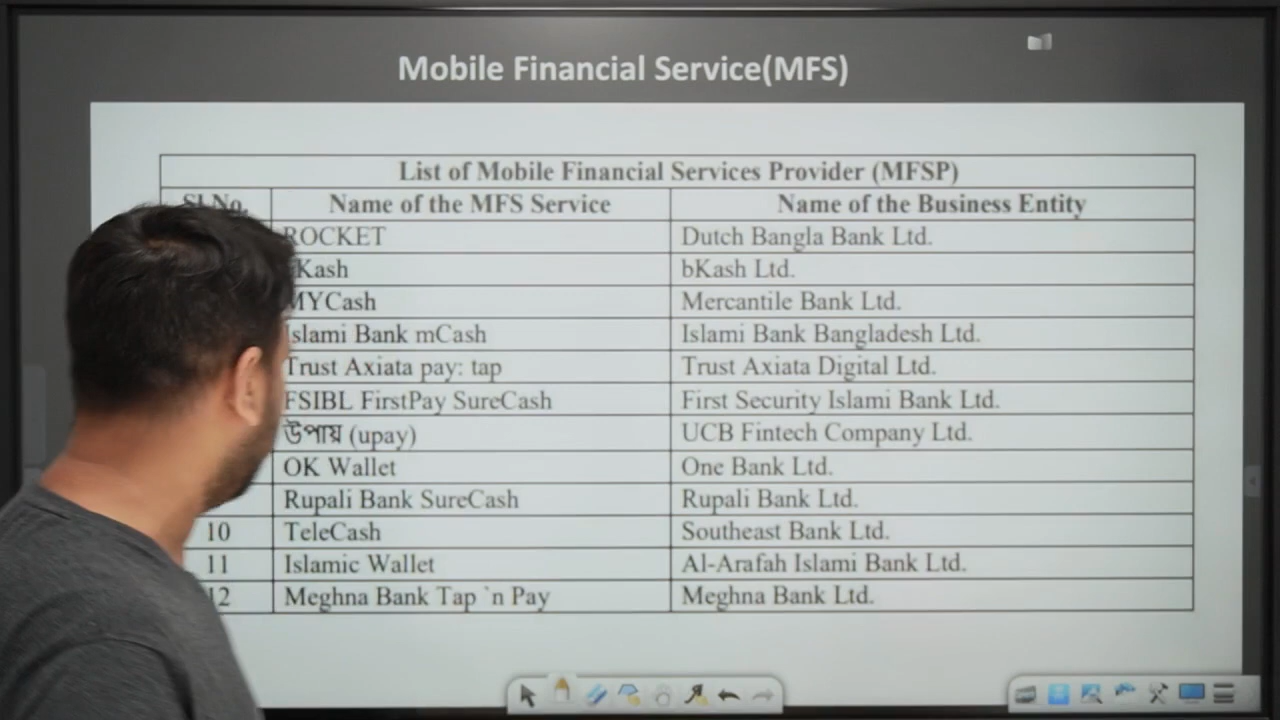 Mobile Financial Service(MFS)
List of Mobile Financial Services Provider (MFSP)
Sl No. Name of the MFS Service Name of the Business Entity
ROCKET Dutch Bangla Bank Ltd.
Kash bKash Ltd.
MYCash Mercantile Bank Ltd.
Islami Bank mCash Islami Bank Bangladesh Ltd.
Trust Axiata pay: tap Trust Axiata Digital Ltd.
FSIBL FirstPay SureCash First Security Islami Bank Ltd.
উপায় (upay) UCB Fintech Company Ltd.
OK Wallet One Bank Ltd.
Rupali Bank SureCash Rupali Bank Ltd.
10 TeleCash Southeast Bank Ltd.
11 Islamic Wallet Al-Arafah Islami Bank Ltd.
12 Meghna Bank Tap `n Pay Meghna Bank Ltd.